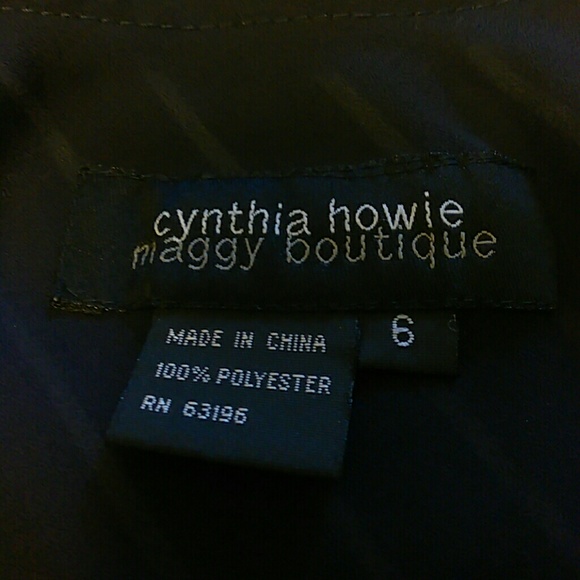 cynthia howie
maggy boutique
6
MADE IN CHINA
100% POLYESTER
RN 63196